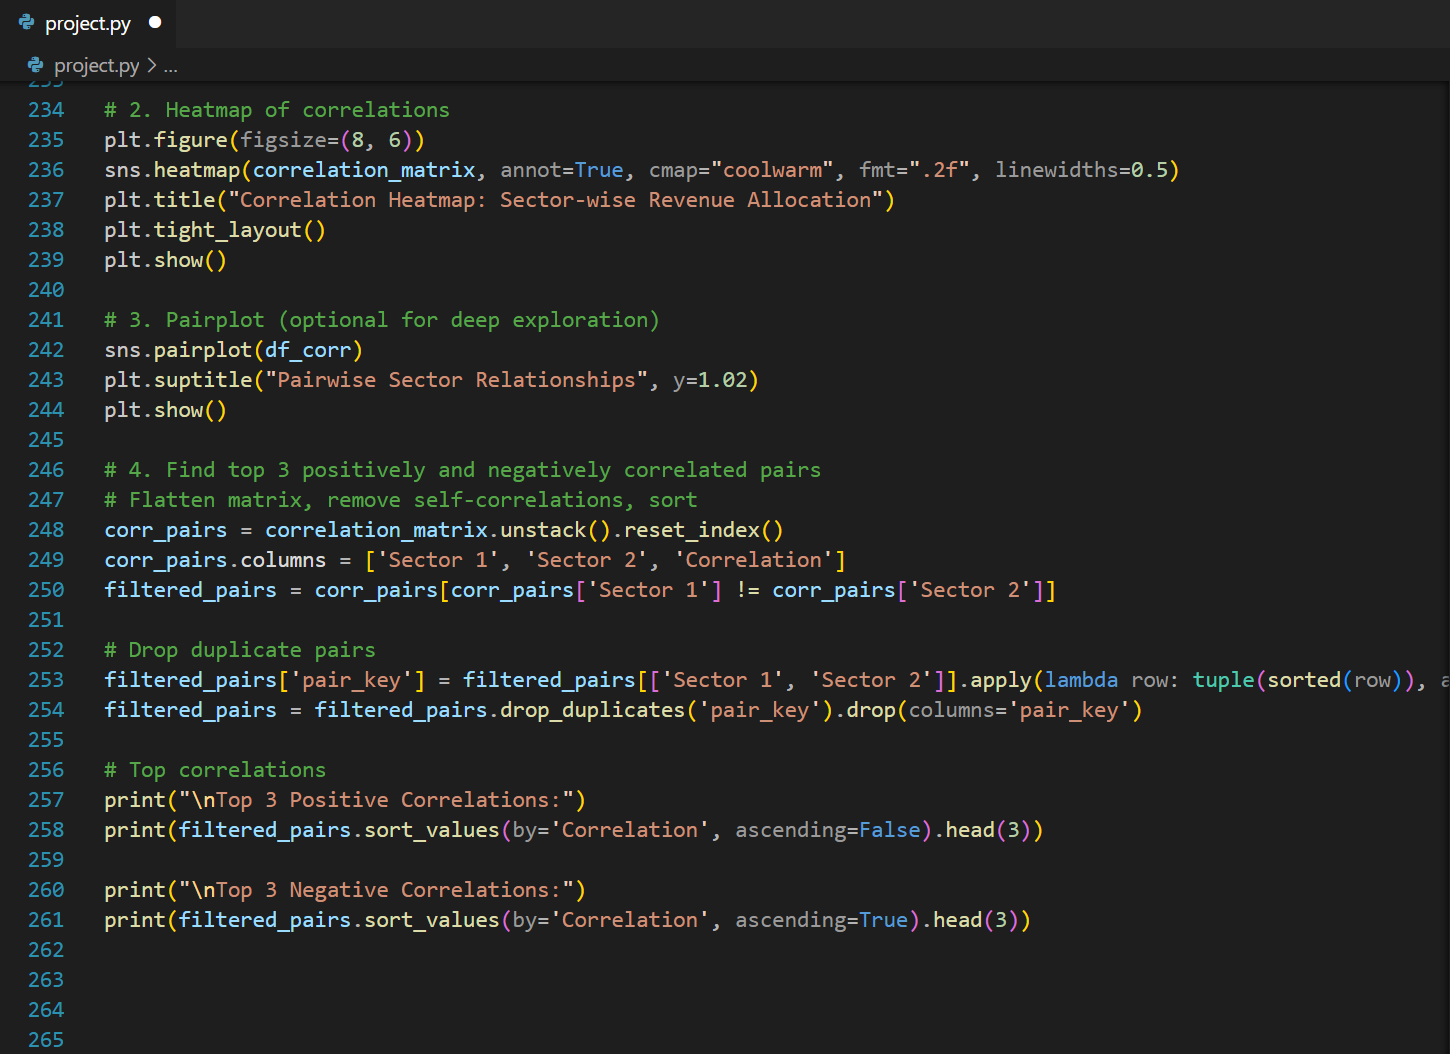 project.py
project.py > ...
234 # 2. Heatmap of correlations
235 plt.figure(figsize=(8, 6))
236 sns.heatmap(correlation_matrix, annot=True, cmap="coolwarm", fmt=".2f", linewidths=0.5)
237 plt.title("Correlation Heatmap: Sector-wise Revenue Allocation")
238 plt.tight_layout()
239 plt.show()
240
241 # 3. Pairplot (optional for deep exploration)
242 sns.pairplot(df_corr)
243 plt.suptitle("Pairwise Sector Relationships", y=1.02)
244 plt.show()
245
246 # 4. Find top 3 positively and negatively correlated pairs
247 # Flatten matrix, remove self-correlations, sort
248 corr_pairs = correlation_matrix.unstack().reset_index()
249 corr_pairs.columns = ['Sector 1', 'Sector 2', 'Correlation']
250 filtered_pairs = corr_pairs[corr_pairs['Sector 1'] != corr_pairs['Sector 2']]
251
252 # Drop duplicate pairs
253 filtered_pairs['pair_key'] = filtered_pairs[['Sector 1', 'Sector 2']].apply(lambda row: tuple(sorted(row)),
254 filtered_pairs = filtered_pairs.drop_duplicates('pair_key').drop(columns='pair_key')
255
256 # Top correlations
257 print("\nTop 3 Positive Correlations:")
258 print(filtered_pairs.sort_values(by='Correlation', ascending=False).head(3))
259
260 print("\nTop 3 Negative Correlations:")
261 print(filtered_pairs.sort_values(by='Correlation', ascending=True).head(3))
262
263
264
265